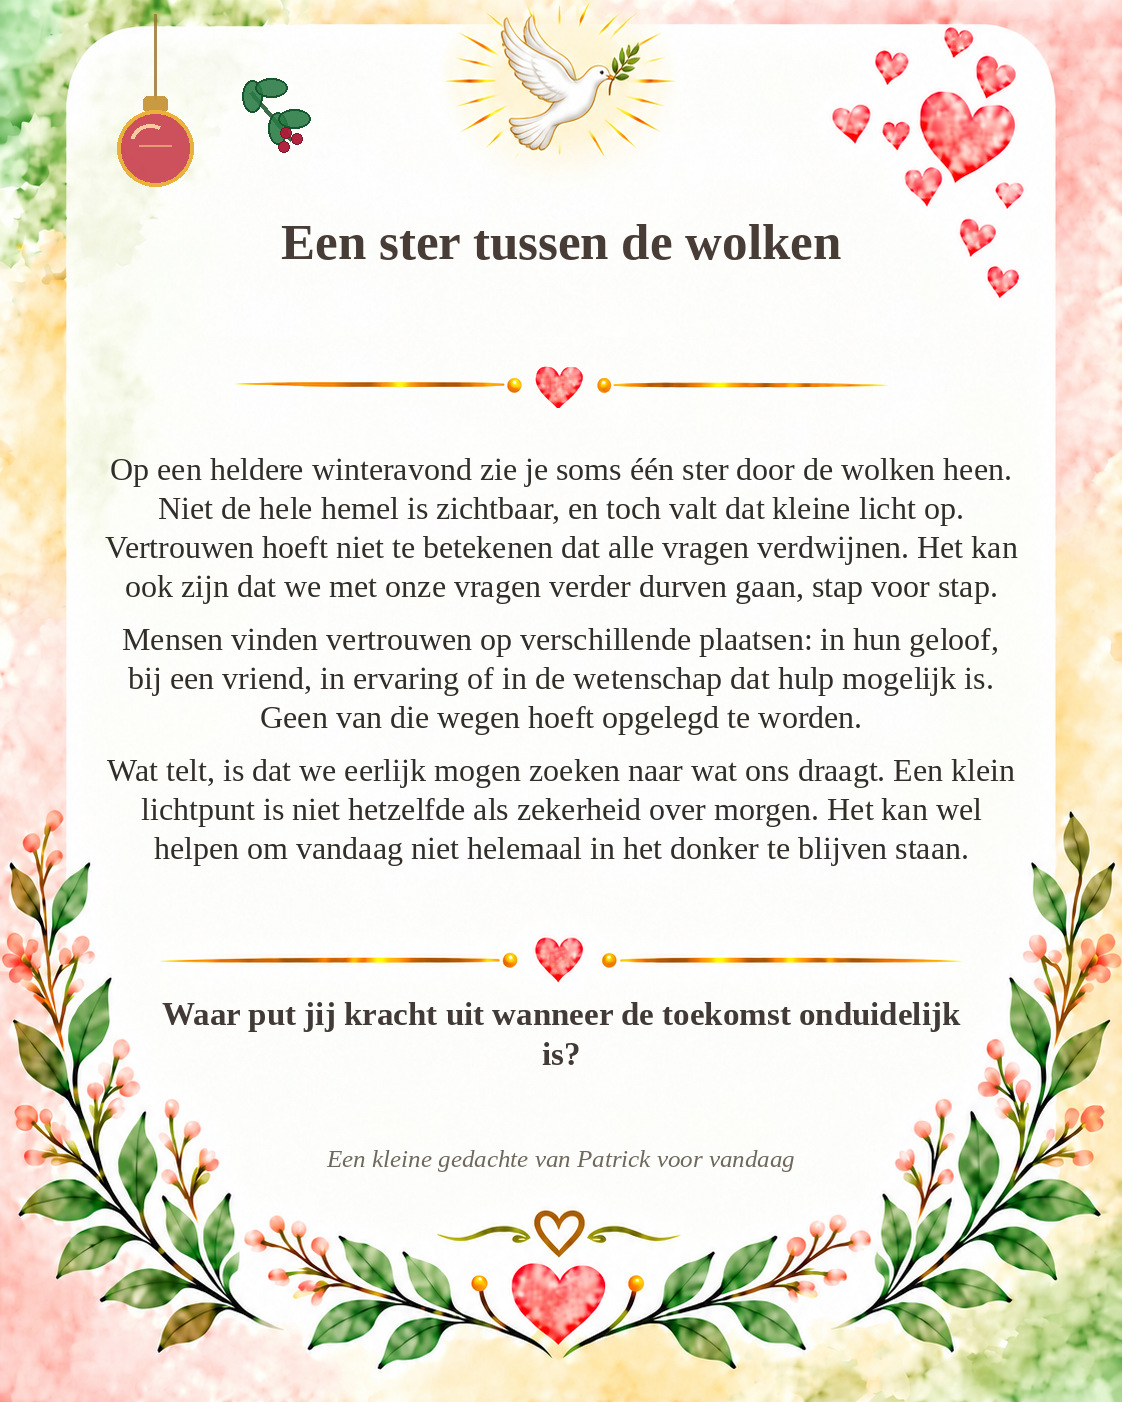 Een ster tussen de wolken
Op een heldere winteravond zie je soms één ster door de wolken heen.
Niet de hele hemel is zichtbaar, en toch valt dat kleine licht op.
Vertrouwen hoeft niet te betekenen dat alle vragen verdwijnen. Het kan
ook zijn dat we met onze vragen verder durven gaan, stap voor stap.
Mensen vinden vertrouwen op verschillende plaatsen: in hun geloof,
bij een vriend, in ervaring of in de wetenschap dat hulp mogelijk is.
Geen van die wegen hoeft opgelegd te worden.
Wat telt, is dat we eerlijk mogen zoeken naar wat ons draagt. Een klein
lichtpunt is niet hetzelfde als zekerheid over morgen. Het kan wel
helpen om vandaag niet helemaal in het donker te blijven staan.
Waar put jij kracht uit wanneer de toekomst onduidelijk
is?
Een kleine gedachte van Patrick voor vandaag